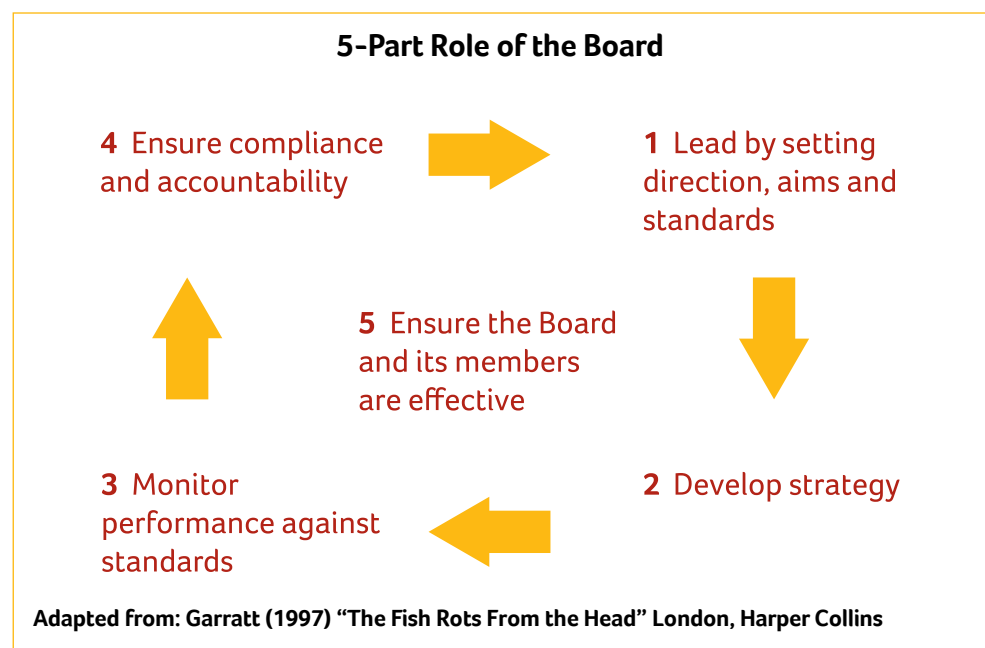 5-Part Role of the Board
4 Ensure compliance
and accountability
1 Lead by setting
direction, aims and
standards
5 Ensure the Board
and its members
are effective
3 Monitor
performance against
standards
2 Develop strategy
Adapted from: Garratt (1997) “The Fish Rots From the Head” London, Harper Collins